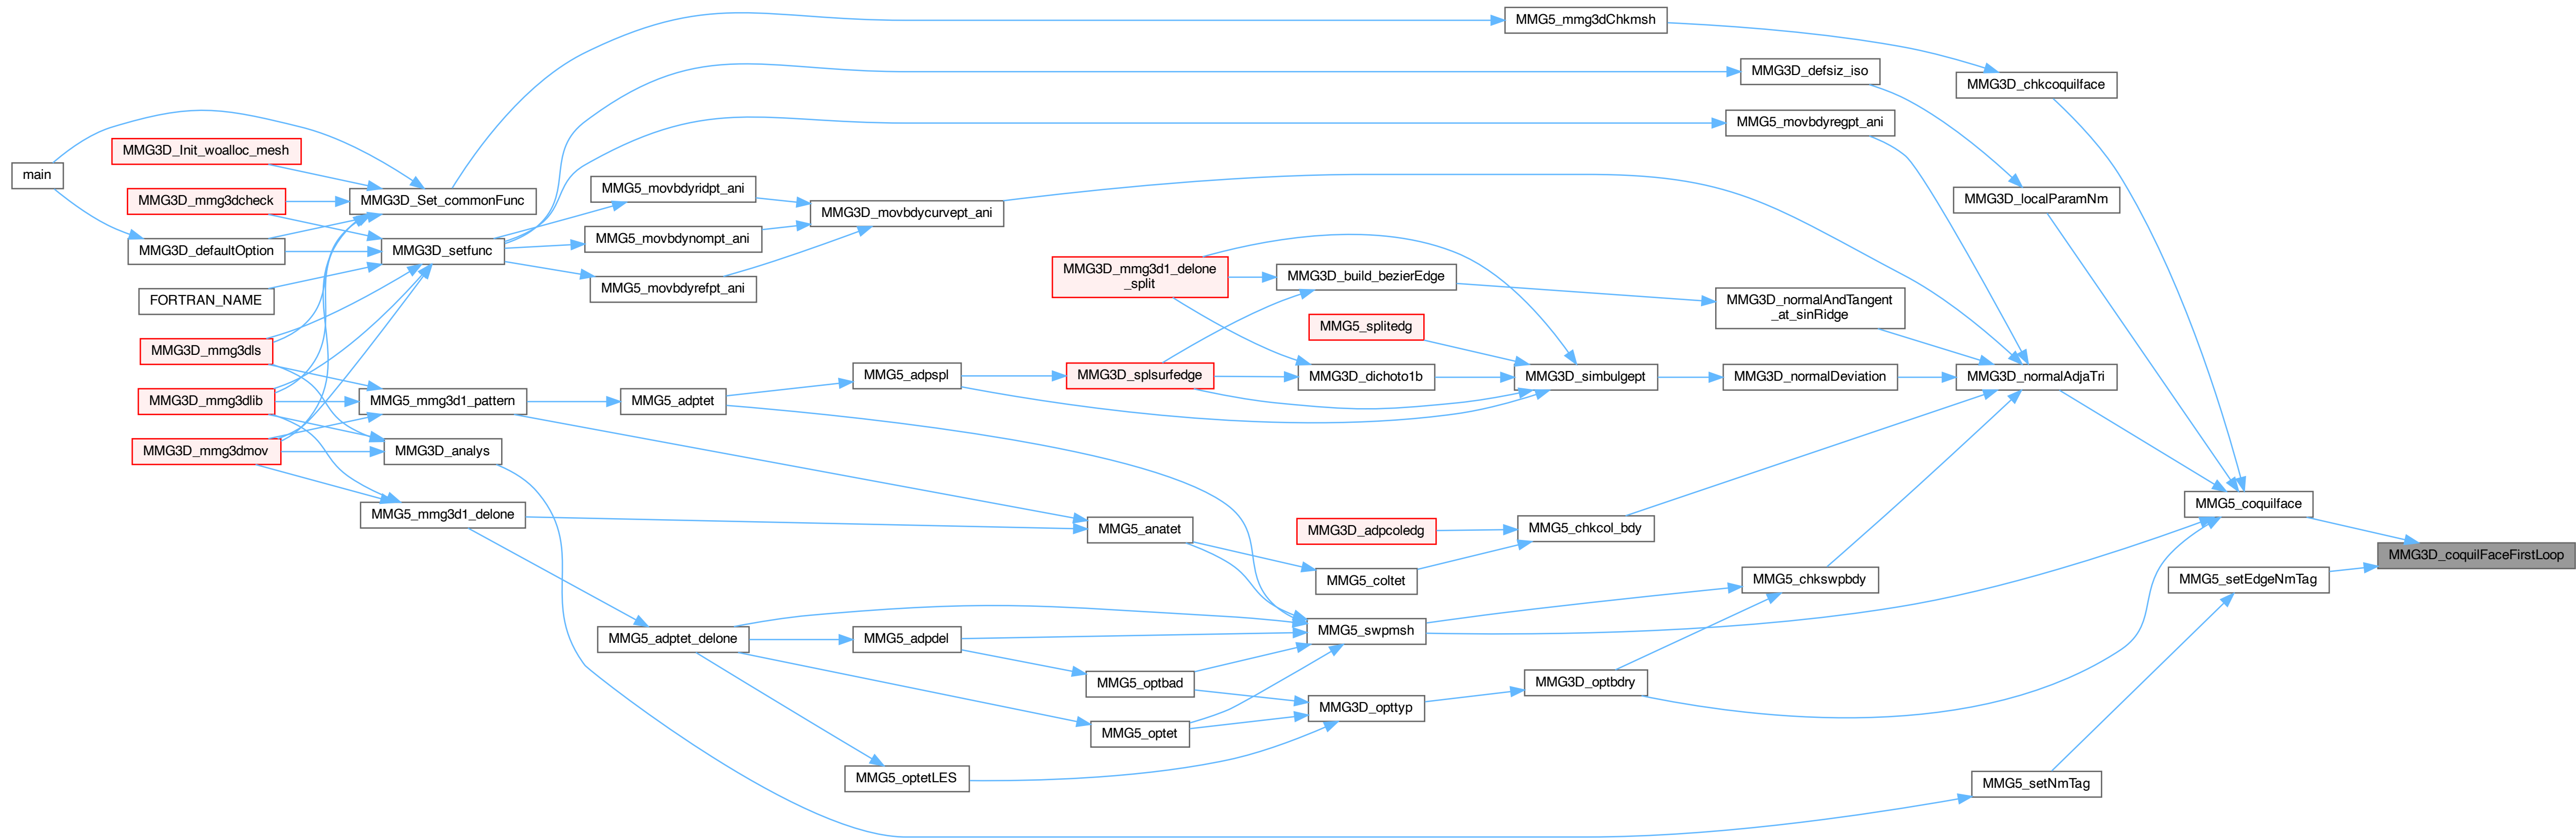 MMG5_mmg3dChkmsh
MMG3D_defsiz_iso
MMG3D_chkcoquilface
MMG5_movbdyregpt_ani
MMG3D_Init_woalloc_mesh
main
MMG5_movbdyridpt_ani
MMG3D_mmg3dcheck
MMG3D_Set_commonFunc
MMG3D_localParamNm
MMG3D_movbdycurvept_ani
MMG5_movbdynompt_ani
MMG3D_defaultOption
MMG3D_setfunc
MMG3D_mmg3d1_delone
_split
MMG3D_build_bezierEdge
MMG5_movbdyrefpt_ani
FORTRAN_NAME
MMG3D_normalAndTangent
_at_sinRidge
MMG5_splitedg
MMG3D_mmg3dls
MMG5_adpspl
MMG3D_splsurfedge
MMG3D_dichoto1b
MMG3D_simbulgept
MMG3D_normalDeviation
MMG3D_normalAdjaTri
MMG3D_mmg3dlib
MMG5_mmg3d1_pattern
MMG5_adptet
MMG3D_mmg3dmov
MMG3D_analys
MMG5_coquilface
MMG5_mmg3d1_delone
MMG5_anatet
MMG3D_adpcoledg
MMG5_chkcol_bdy
MMG3D_coquilFaceFirstLoop
MMG5_coltet
MMG5_chkswpbdy
MMG5_setEdgeNmTag
MMG5_adptet_delone
MMG5_adpdel
MMG5_swpmsh
MMG5_optbad
MMG3D_optbdry
MMG3D_opttyp
MMG5_optet
MMG5_optetLES
MMG5_setNmTag